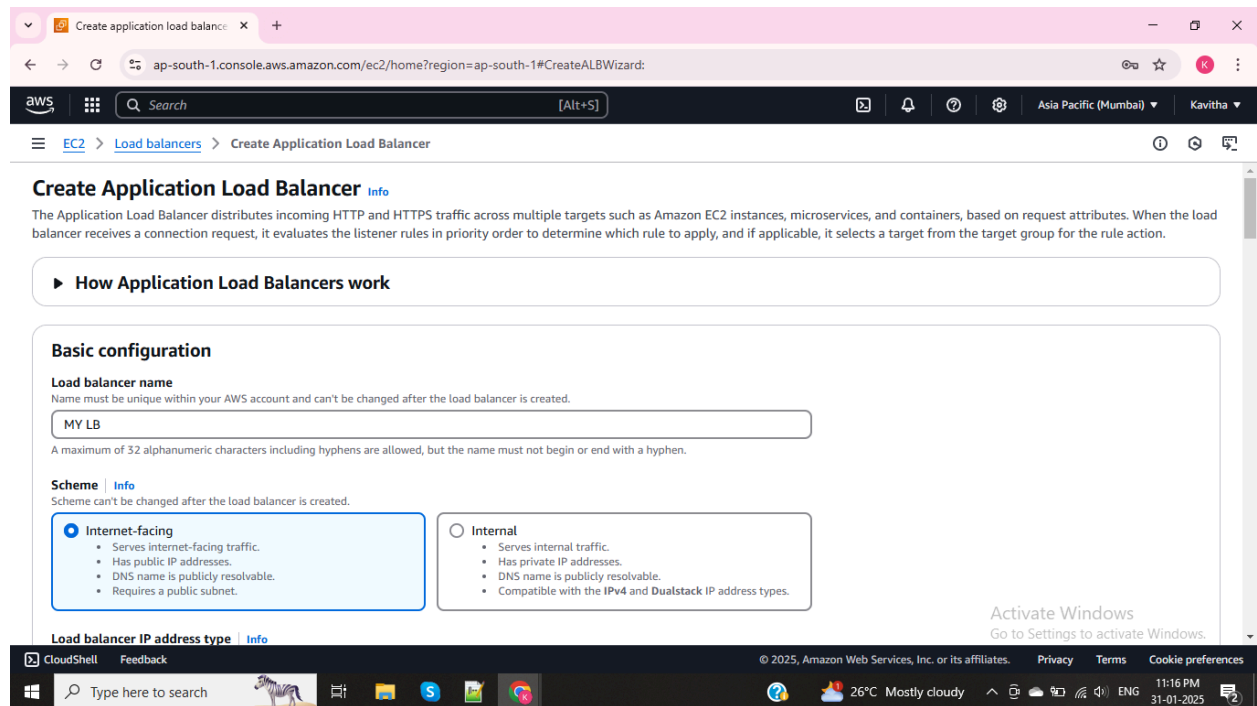 Create application load balance
ap-south-1.console.aws.amazon.com/ec2/home?region=ap-south-1#CreateALBWizard:
K
aws Search [Alt+S] Asia Pacific (Mumbai) Kavitha
EC2 > Load balancers > Create Application Load Balancer
Create Application Load Balancer Info
The Application Load Balancer distributes incoming HTTP and HTTPS traffic across multiple targets such as Amazon EC2 instances, microservices, and containers, based on request attributes. When the load
balancer receives a connection request, it evaluates the listener rules in priority order to determine which rule to apply, and if applicable, it selects a target from the target group for the rule action.
How Application Load Balancers work
Basic configuration
Load balancer name
Name must be unique within your AWS account and can't be changed after the load balancer is created.
MY LB
A maximum of 32 alphanumeric characters including hyphens are allowed, but the name must not begin or end with a hyphen.
Scheme Info
Scheme can't be changed after the load balancer is created.
Internet-facing
• Serves internet-facing traffic.
• Has public IP addresses.
• DNS name is publicly resolvable.
• Requires a public subnet.
Internal
• Serves internal traffic.
• Has private IP addresses.
• DNS name is publicly resolvable.
• Compatible with the IPv4 and Dualstack IP address types.
Activate Windows
Go to Settings to activate Windows.
Load balancer IP address type Info
CloudShell Feedback © 2025, Amazon Web Services, Inc. or its affiliates. Privacy Terms Cookie preferences
Type here to search S K 26°C Mostly cloudy ENG 11:16 PM
31-01-2025 2